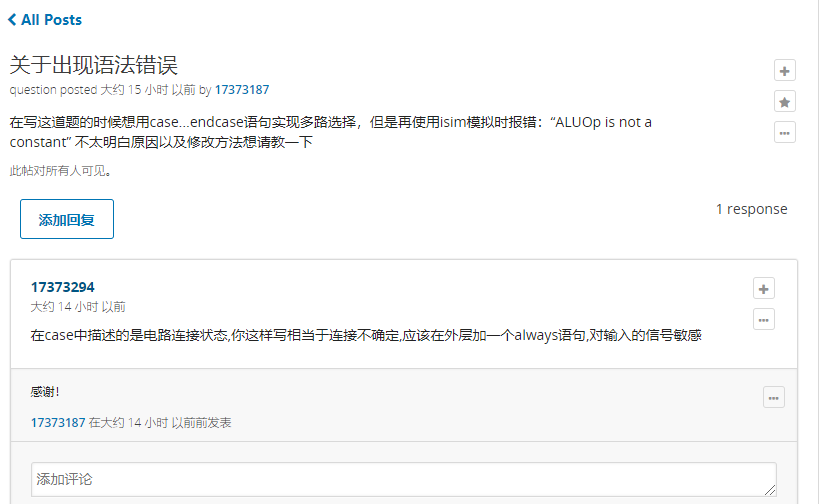 All Posts
关于出现语法错误
question posted 大约 15 小时 以前 by 17373187
在写这道题的时候想用case...endcase语句实现多路选择，但是再使用isim模拟时报错：“ALUOp is not a
constant” 不太明白原因以及修改方法想请教一下
此帖对所有人可见。
添加回复
1 response
17373294
大约 14 小时 以前
在case中描述的是电路连接状态,你这样写相当于连接不确定,应该在外层加一个always语句,对输入的信号敏感
感谢！
17373187 在大约 14 小时 以前前发表
添加评论